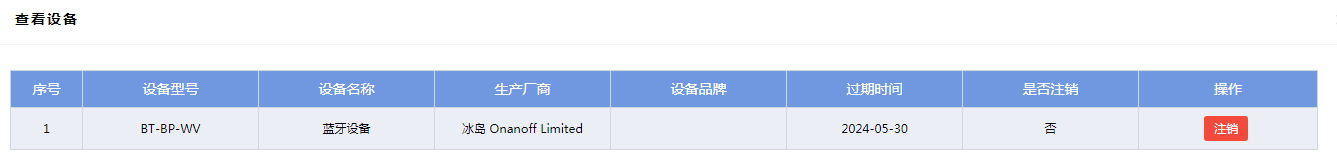 查看设备
序号 设备型号 设备名称 生产厂商 设备品牌 过期时间 是否注销 操作
1 BT-BP-WV 蓝牙设备 冰岛 Onanoff Limited 2024-05-30 否 注销